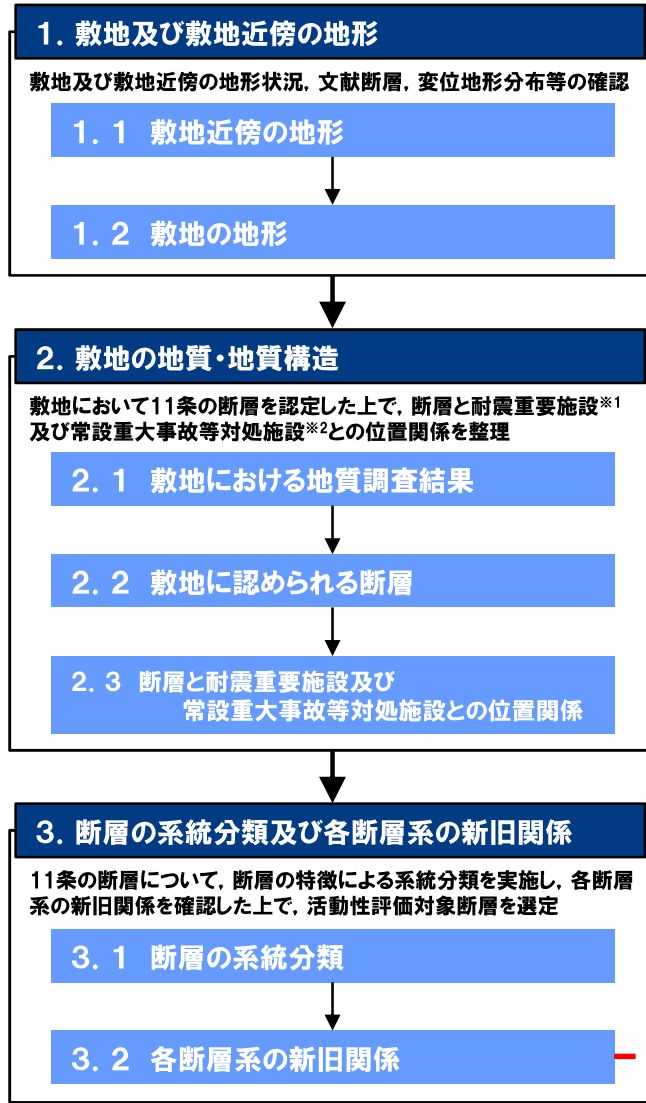 1. 敷地及び敷地近傍の地形
敷地及び敷地近傍の地形状況, 文献断層, 変位地形分布等の確認
1. 1 敷地近傍の地形
1. 2 敷地の地形
2. 敷地の地質・地質構造
敷地において11条の断層を認定した上で, 断層と耐震重要施設※1
及び常設重大事故等対処施設※2との位置関係を整理
2. 1 敷地における地質調査結果
2. 2 敷地に認められる断層
2. 3 断層と耐震重要施設及び
常設重大事故等対処施設との位置関係
3. 断層の系統分類及び各断層系の新旧関係
11条の断層について, 断層の特徴による系統分類を実施し, 各断層
系の新旧関係を確認した上で, 活動性評価対象断層を選定
3. 1 断層の系統分類
3. 2 各断層系の新旧関係